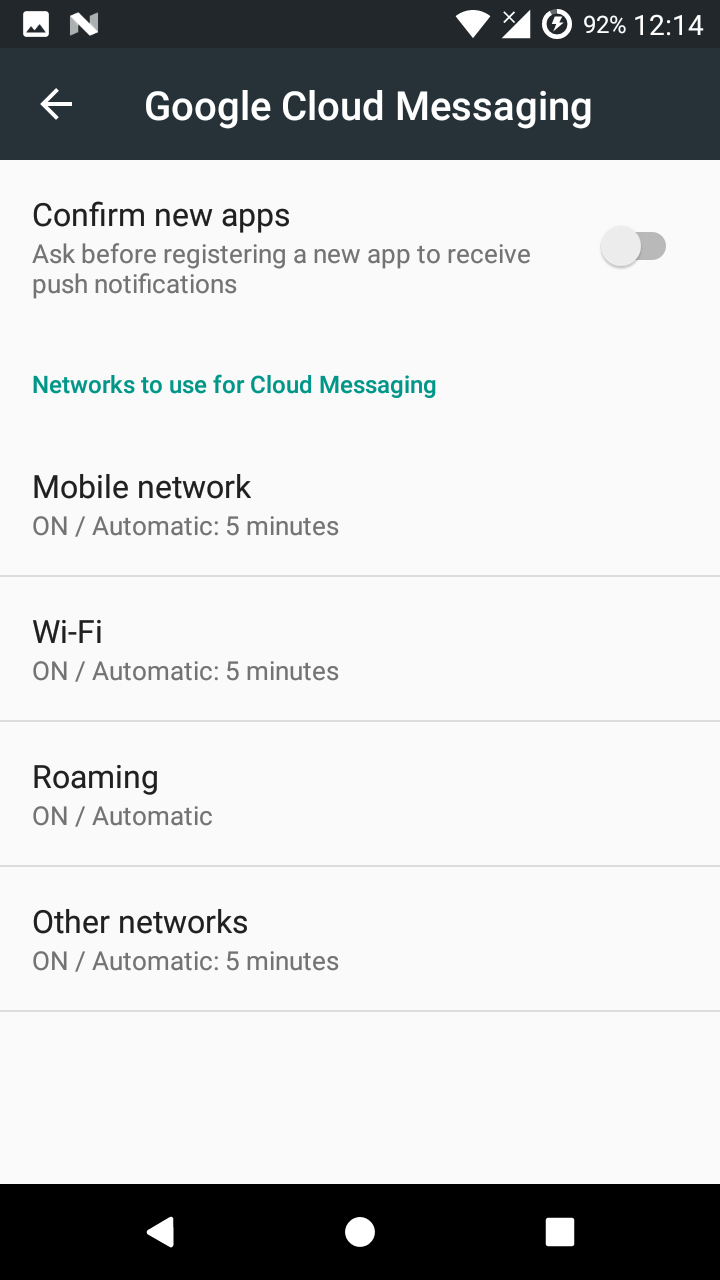 92% 12:14
Google Cloud Messaging
Confirm new apps
Ask before registering a new app to receive
push notifications
Networks to use for Cloud Messaging
Mobile network
ON / Automatic: 5 minutes
Wi-Fi
ON / Automatic: 5 minutes
Roaming
ON / Automatic
Other networks
ON / Automatic: 5 minutes